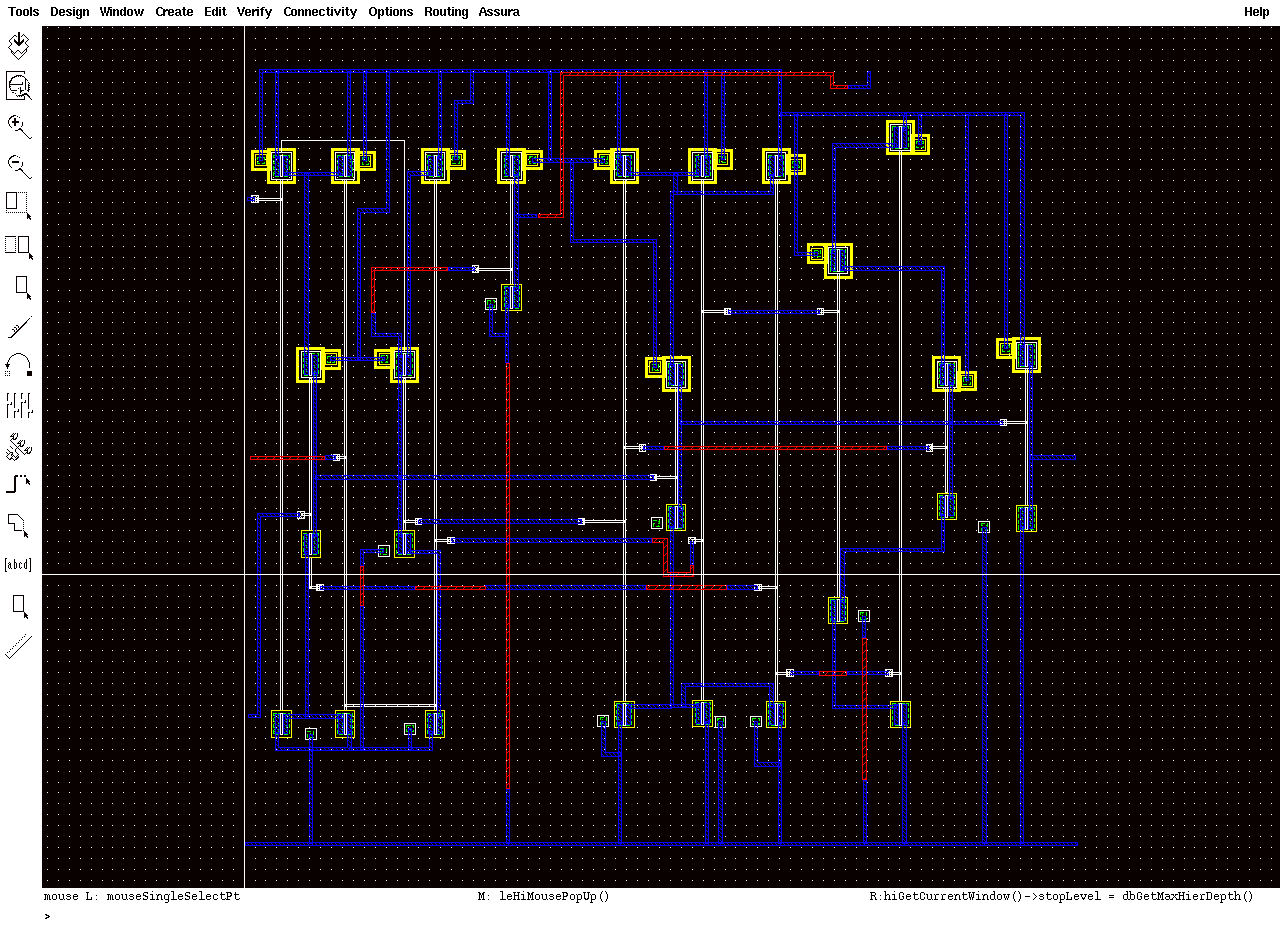 Tools Design Window Create Edit Verify Connectivity Options Routing Assura Help
[abcd]
mouse L: mouseSingleSelectPt M: leHiMousePopUp() R:hiGetCurrentWindow()->stopLevel = dbGetMaxHierDepth()
>